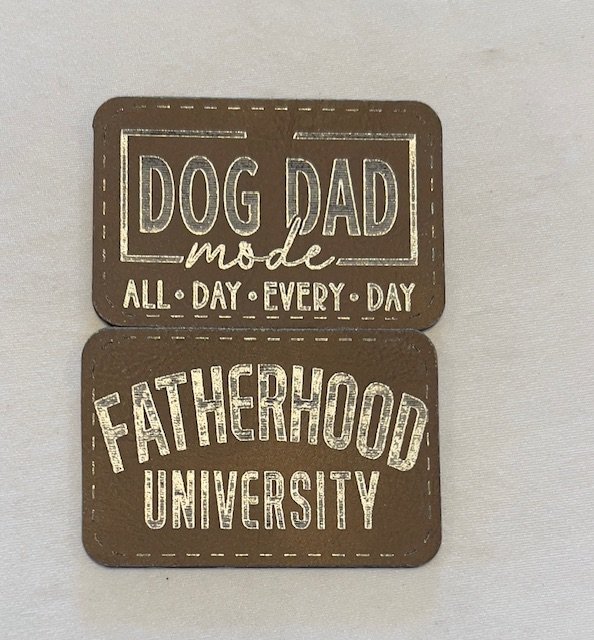 DOG DAD
mode
ALL • DAY • EVERY • DAY
FATHERHOOD
UNIVERSITY